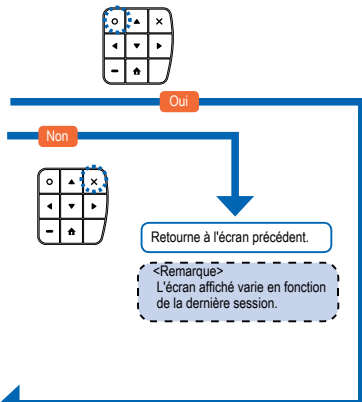 Oui
Non
Retourne à l'écran précédent.
<Remarque>
L'écran affiché varie en fonction
de la dernière session.